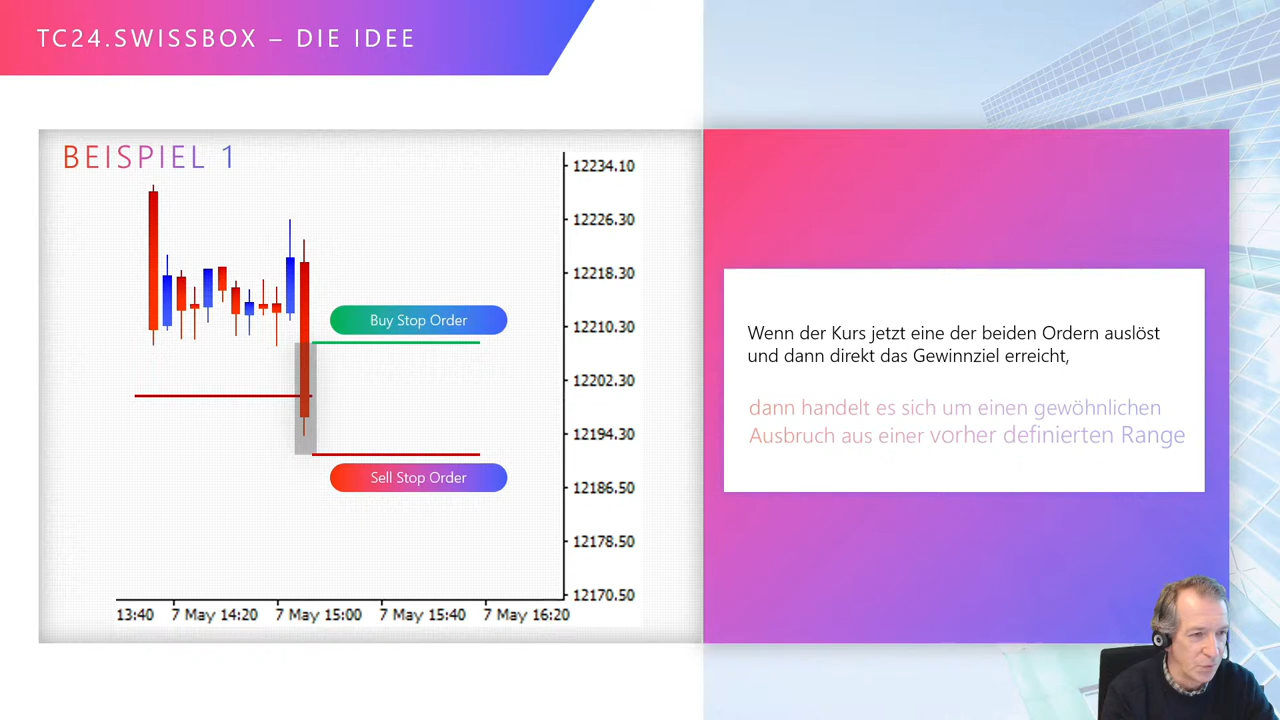 TC24.SWISSBOX – DIE IDEE
BEISPIEL 1
12234.10
12226.30
12218.30
12210.30
12202.30
12194.30
12186.50
12178.50
12170.50
Buy Stop Order
Sell Stop Order
13:40
7 May 14:20
7 May 15:00
7 May 15:40
7 May 16:20
Wenn der Kurs jetzt eine der beiden Ordern auslöst
und dann direkt das Gewinnziel erreicht,
dann handelt es sich um einen gewöhnlichen
Ausbruch aus einer vorher definierten Range